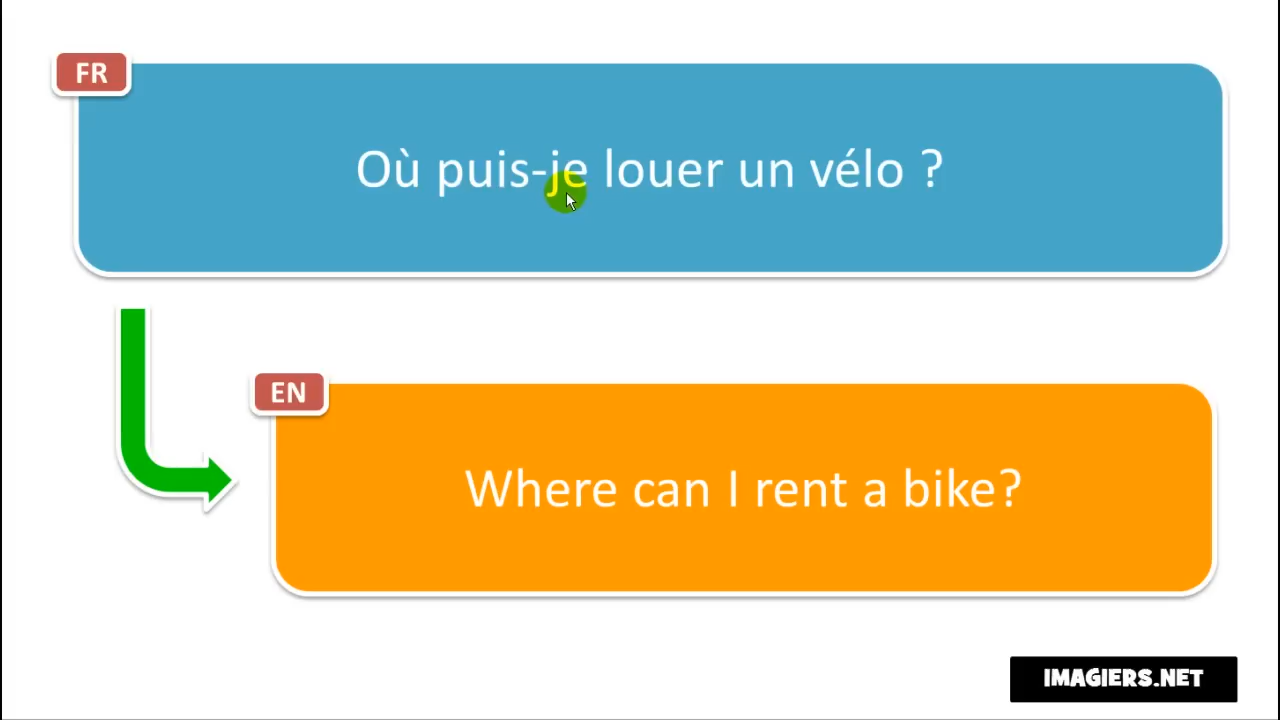 FR
Où puis-je louer un vélo ?
EN
Where can I rent a bike?
IMAGIERS.NET